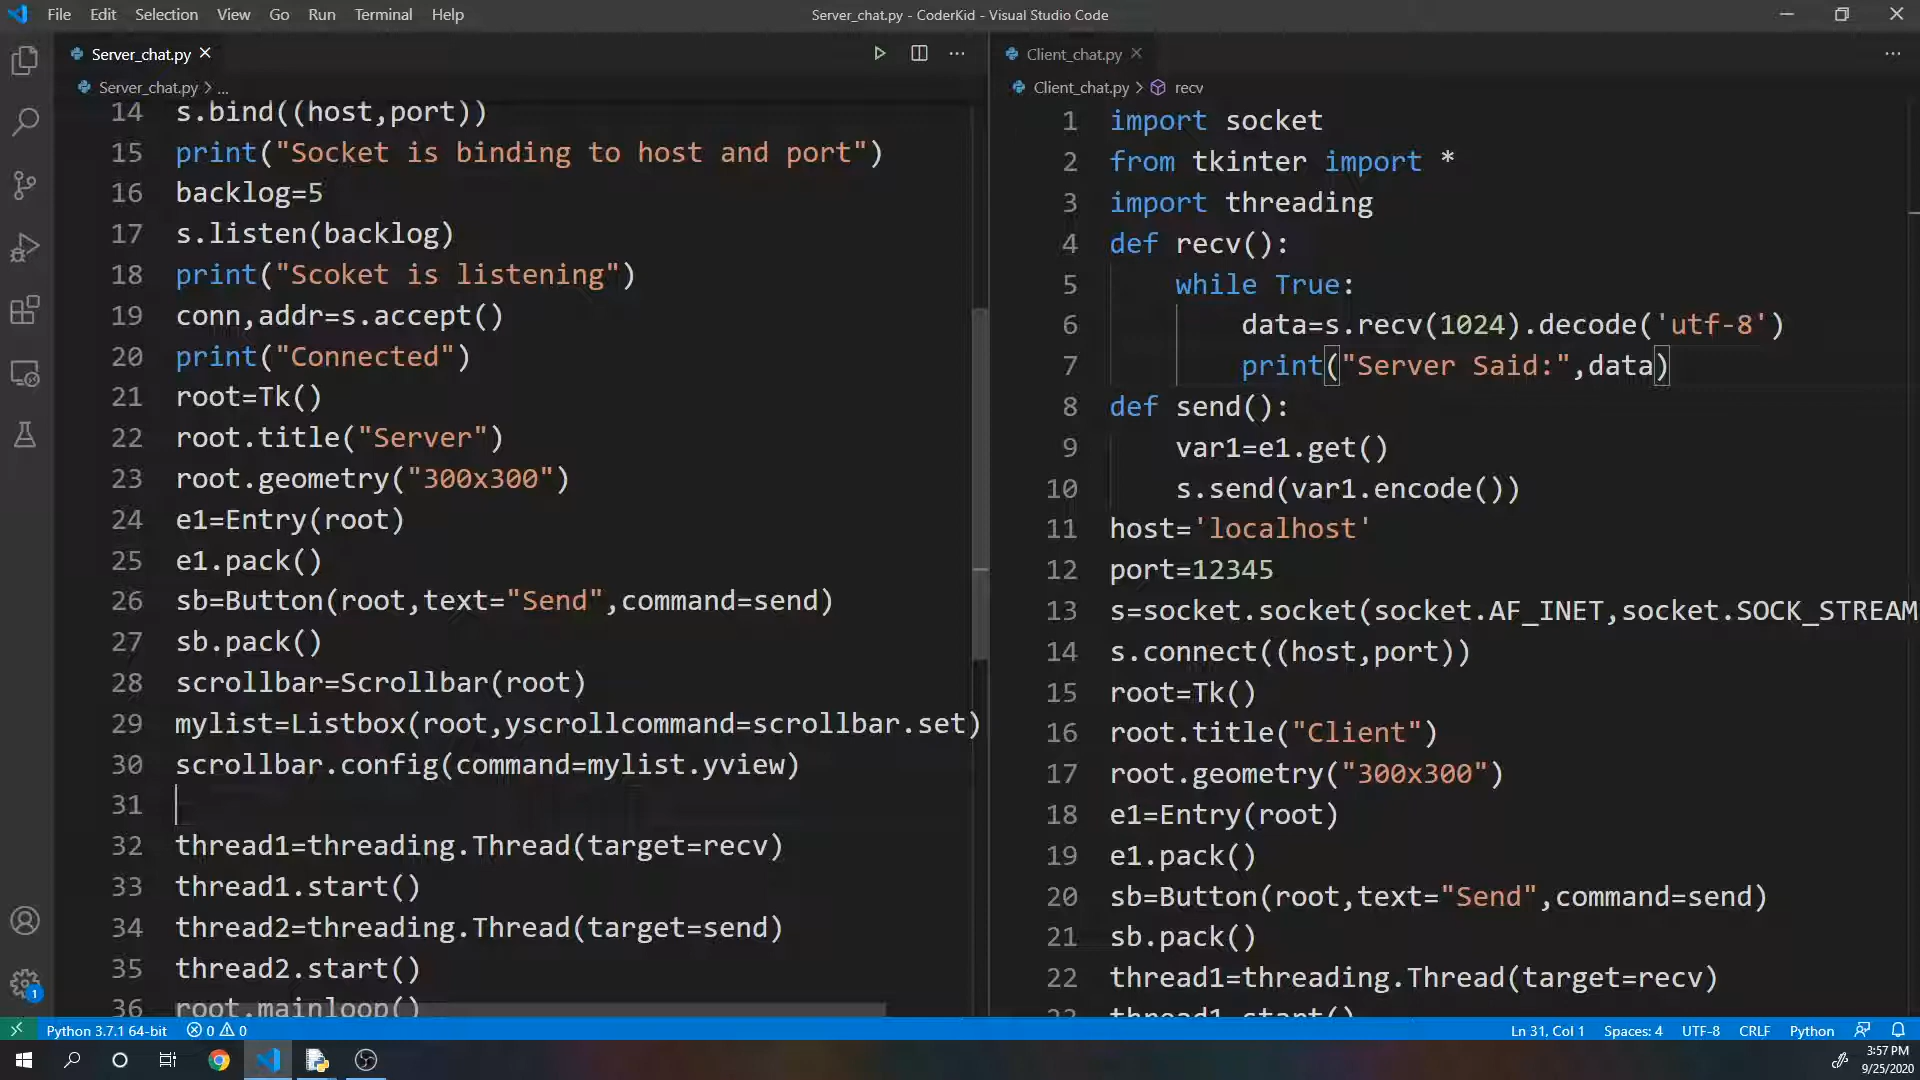 File Edit Selection View Go Run Terminal Help
Server_chat.py - CoderKid - Visual Studio Code
Server_chat.py
Server_chat.py > ...
14 s.bind((host,port))
15 print("Socket is binding to host and port")
16 backlog=5
17 s.listen(backlog)
18 print("Scoket is listening")
19 conn,addr=s.accept()
20 print("Connected")
21 root=Tk()
22 root.title("Server")
23 root.geometry("300x300")
24 e1=Entry(root)
25 e1.pack()
26 sb=Button(root,text="Send",command=send)
27 sb.pack()
28 scrollbar=Scrollbar(root)
29 mylist=Listbox(root,yscrollcommand=scrollbar.set)
30 scrollbar.config(command=mylist.yview)
31
32 thread1=threading.Thread(target=recv)
33 thread1.start()
34 thread2=threading.Thread(target=send)
35 thread2.start()
36 root.mainloop()
Client_chat.py
Client_chat.py > recv
1 import socket
2 from tkinter import *
3 import threading
4 def recv():
5 while True:
6 data=s.recv(1024).decode('utf-8')
7 print("Server Said:",data)
8 def send():
9 var1=e1.get()
10 s.send(var1.encode())
11 host='localhost'
12 port=12345
13 s=socket.socket(socket.AF_INET,socket.SOCK_STREAM
14 s.connect((host,port))
15 root=Tk()
16 root.title("Client")
17 root.geometry("300x300")
18 e1=Entry(root)
19 e1.pack()
20 sb=Button(root,text="Send",command=send)
21 sb.pack()
22 thread1=threading.Thread(target=recv)
23 thread1.start()
1
Python 3.7.1 64-bit 0 0
Ln 31, Col 1 Spaces: 4 UTF-8 CRLF Python
3:57 PM
9/25/2020